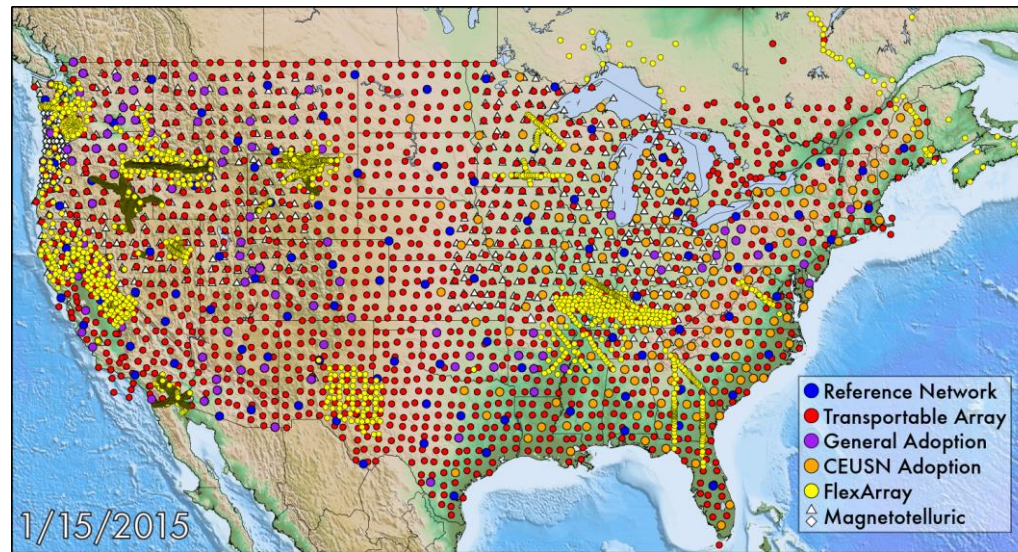 Reference Network
Transportable Array
General Adoption
CEUSN Adoption
FlexArray
Magnetotelluric
1/15/2015